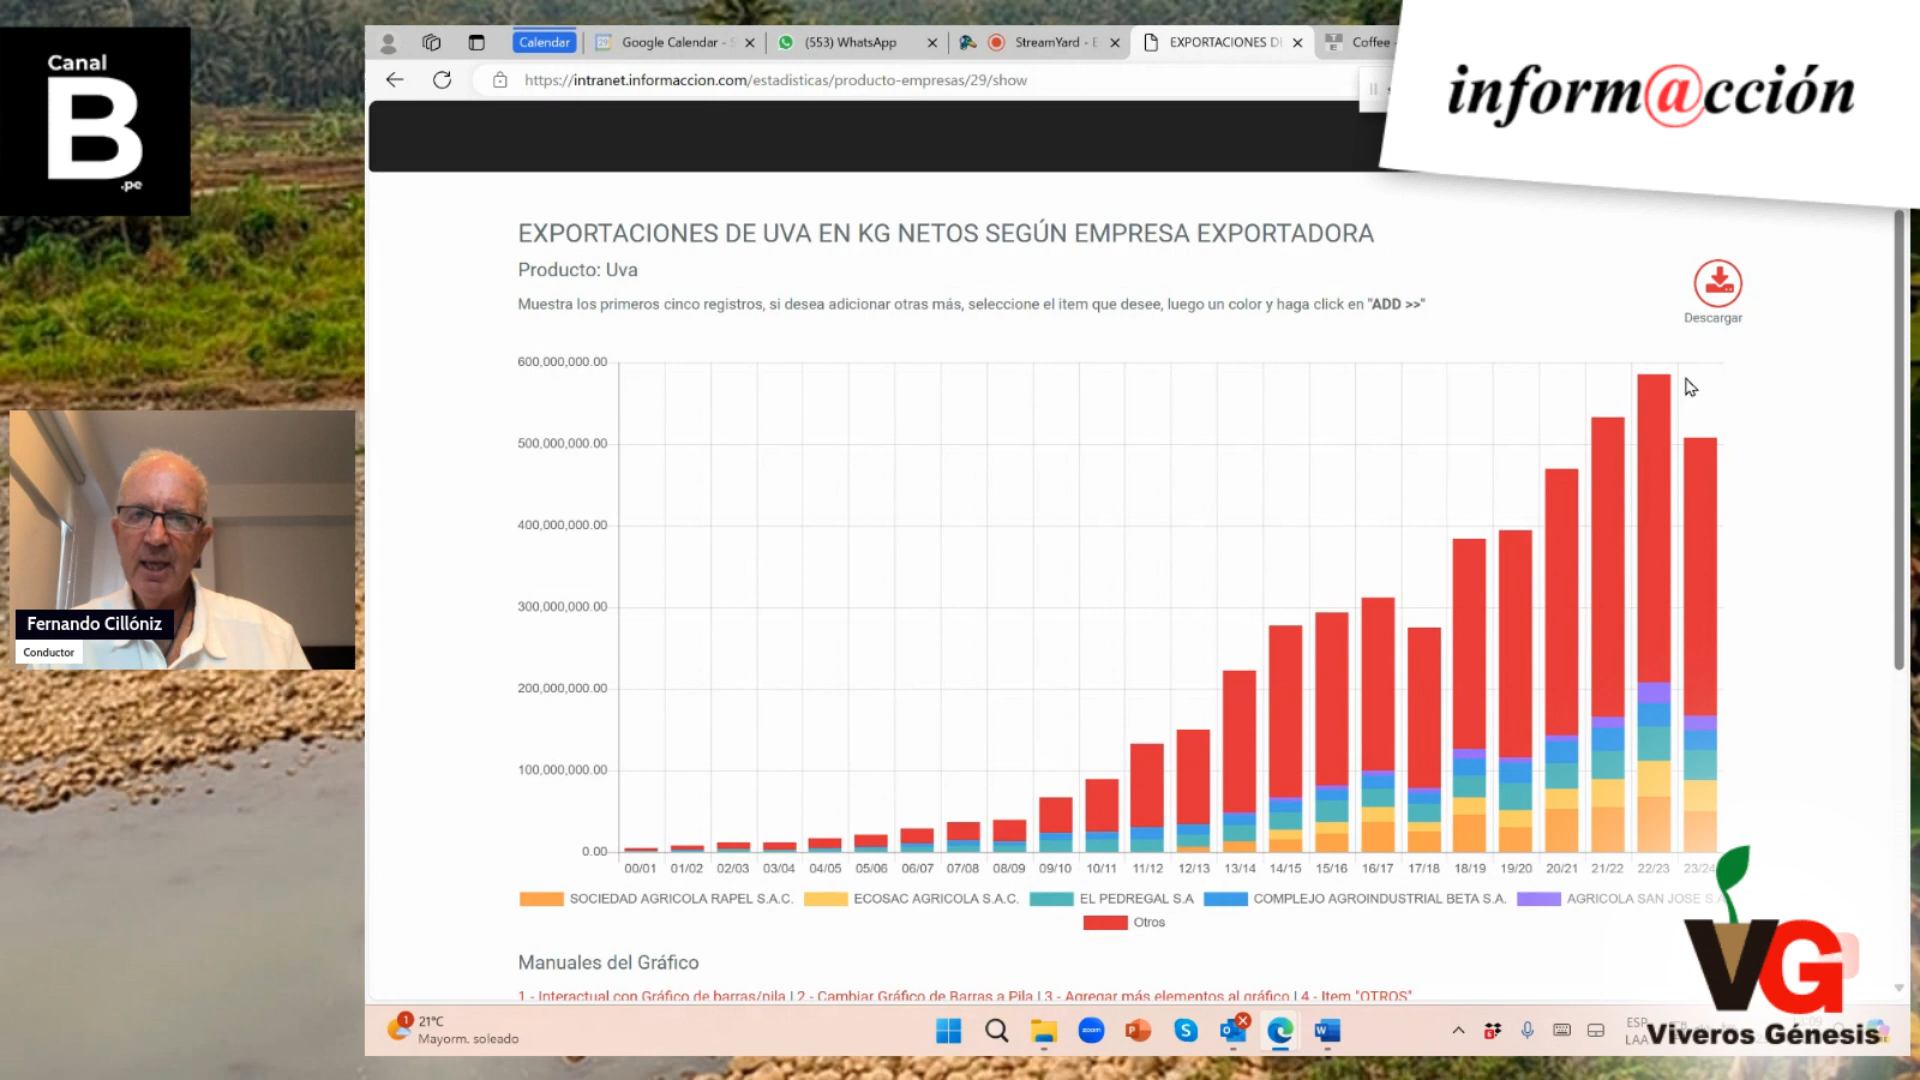 Canal
B
.pe
Calendar
Google Calendar - S
(553) WhatsApp
StreamYard - E
EXPORTACIONES DE
Coffee
https://intranet.informaccion.com/estadisticas/producto-empresas/29/show
inform@cción
EXPORTACIONES DE UVA EN KG NETOS SEGÚN EMPRESA EXPORTADORA
Producto: Uva
Muestra los primeros cinco registros, si desea adicionar otras más, seleccione el item que desee, luego un color y haga click en "ADD >>"
Descargar
600,000,000.00
500,000,000.00
400,000,000.00
300,000,000.00
200,000,000.00
100,000,000.00
0.00
00/01 01/02 02/03 03/04 04/05 05/06 06/07 07/08 08/09 09/10 10/11 11/12 12/13 13/14 14/15 15/16 16/17 17/18 18/19 19/20 20/21 21/22 22/23 23/24
SOCIEDAD AGRICOLA RAPEL S.A.C. ECOSAC AGRICOLA S.A.C. EL PEDREGAL S.A COMPLEJO AGROINDUSTRIAL BETA S.A. AGRICOLA SAN JOSE S.A
Otros
Manuales del Gráfico
1 - Interactual con Gráfico de barras/pila | 2 - Cambiar Gráfico de Barras a Pila | 3 - Agregar más elementos al gráfico | 4 - Item "OTROS"
Fernando Cillóniz
Conductor
1
21°C
Mayorm. soleado
zoom
ESP
LAA
VG
Viveros Génesis